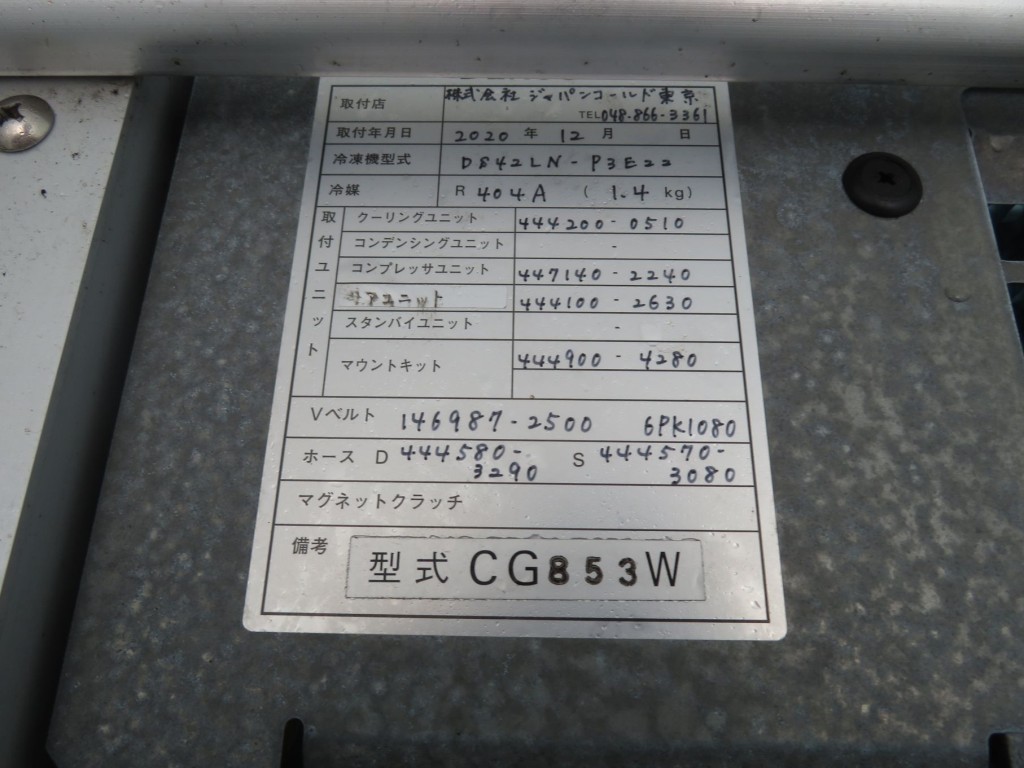 取付店 株式会社 ジャパンコールド東京
TEL 048-866-3361
取付年月日 2020 年 12 月 日
冷凍機型式 D842LN-P3E22
冷媒 R 404A ( 1.4 kg)
取付ユニット
クーリングユニット 444200-0510
コンデンシングユニット -
コンプレッサユニット 447140-2240
444100-2630
スタンバイユニット -
マウントキット 444900-4280
Vベルト 146987-2500 6PK1080
ホース D 444580- S 444570-
3290 3080
マグネットクラッチ
備考 型式 CG853W